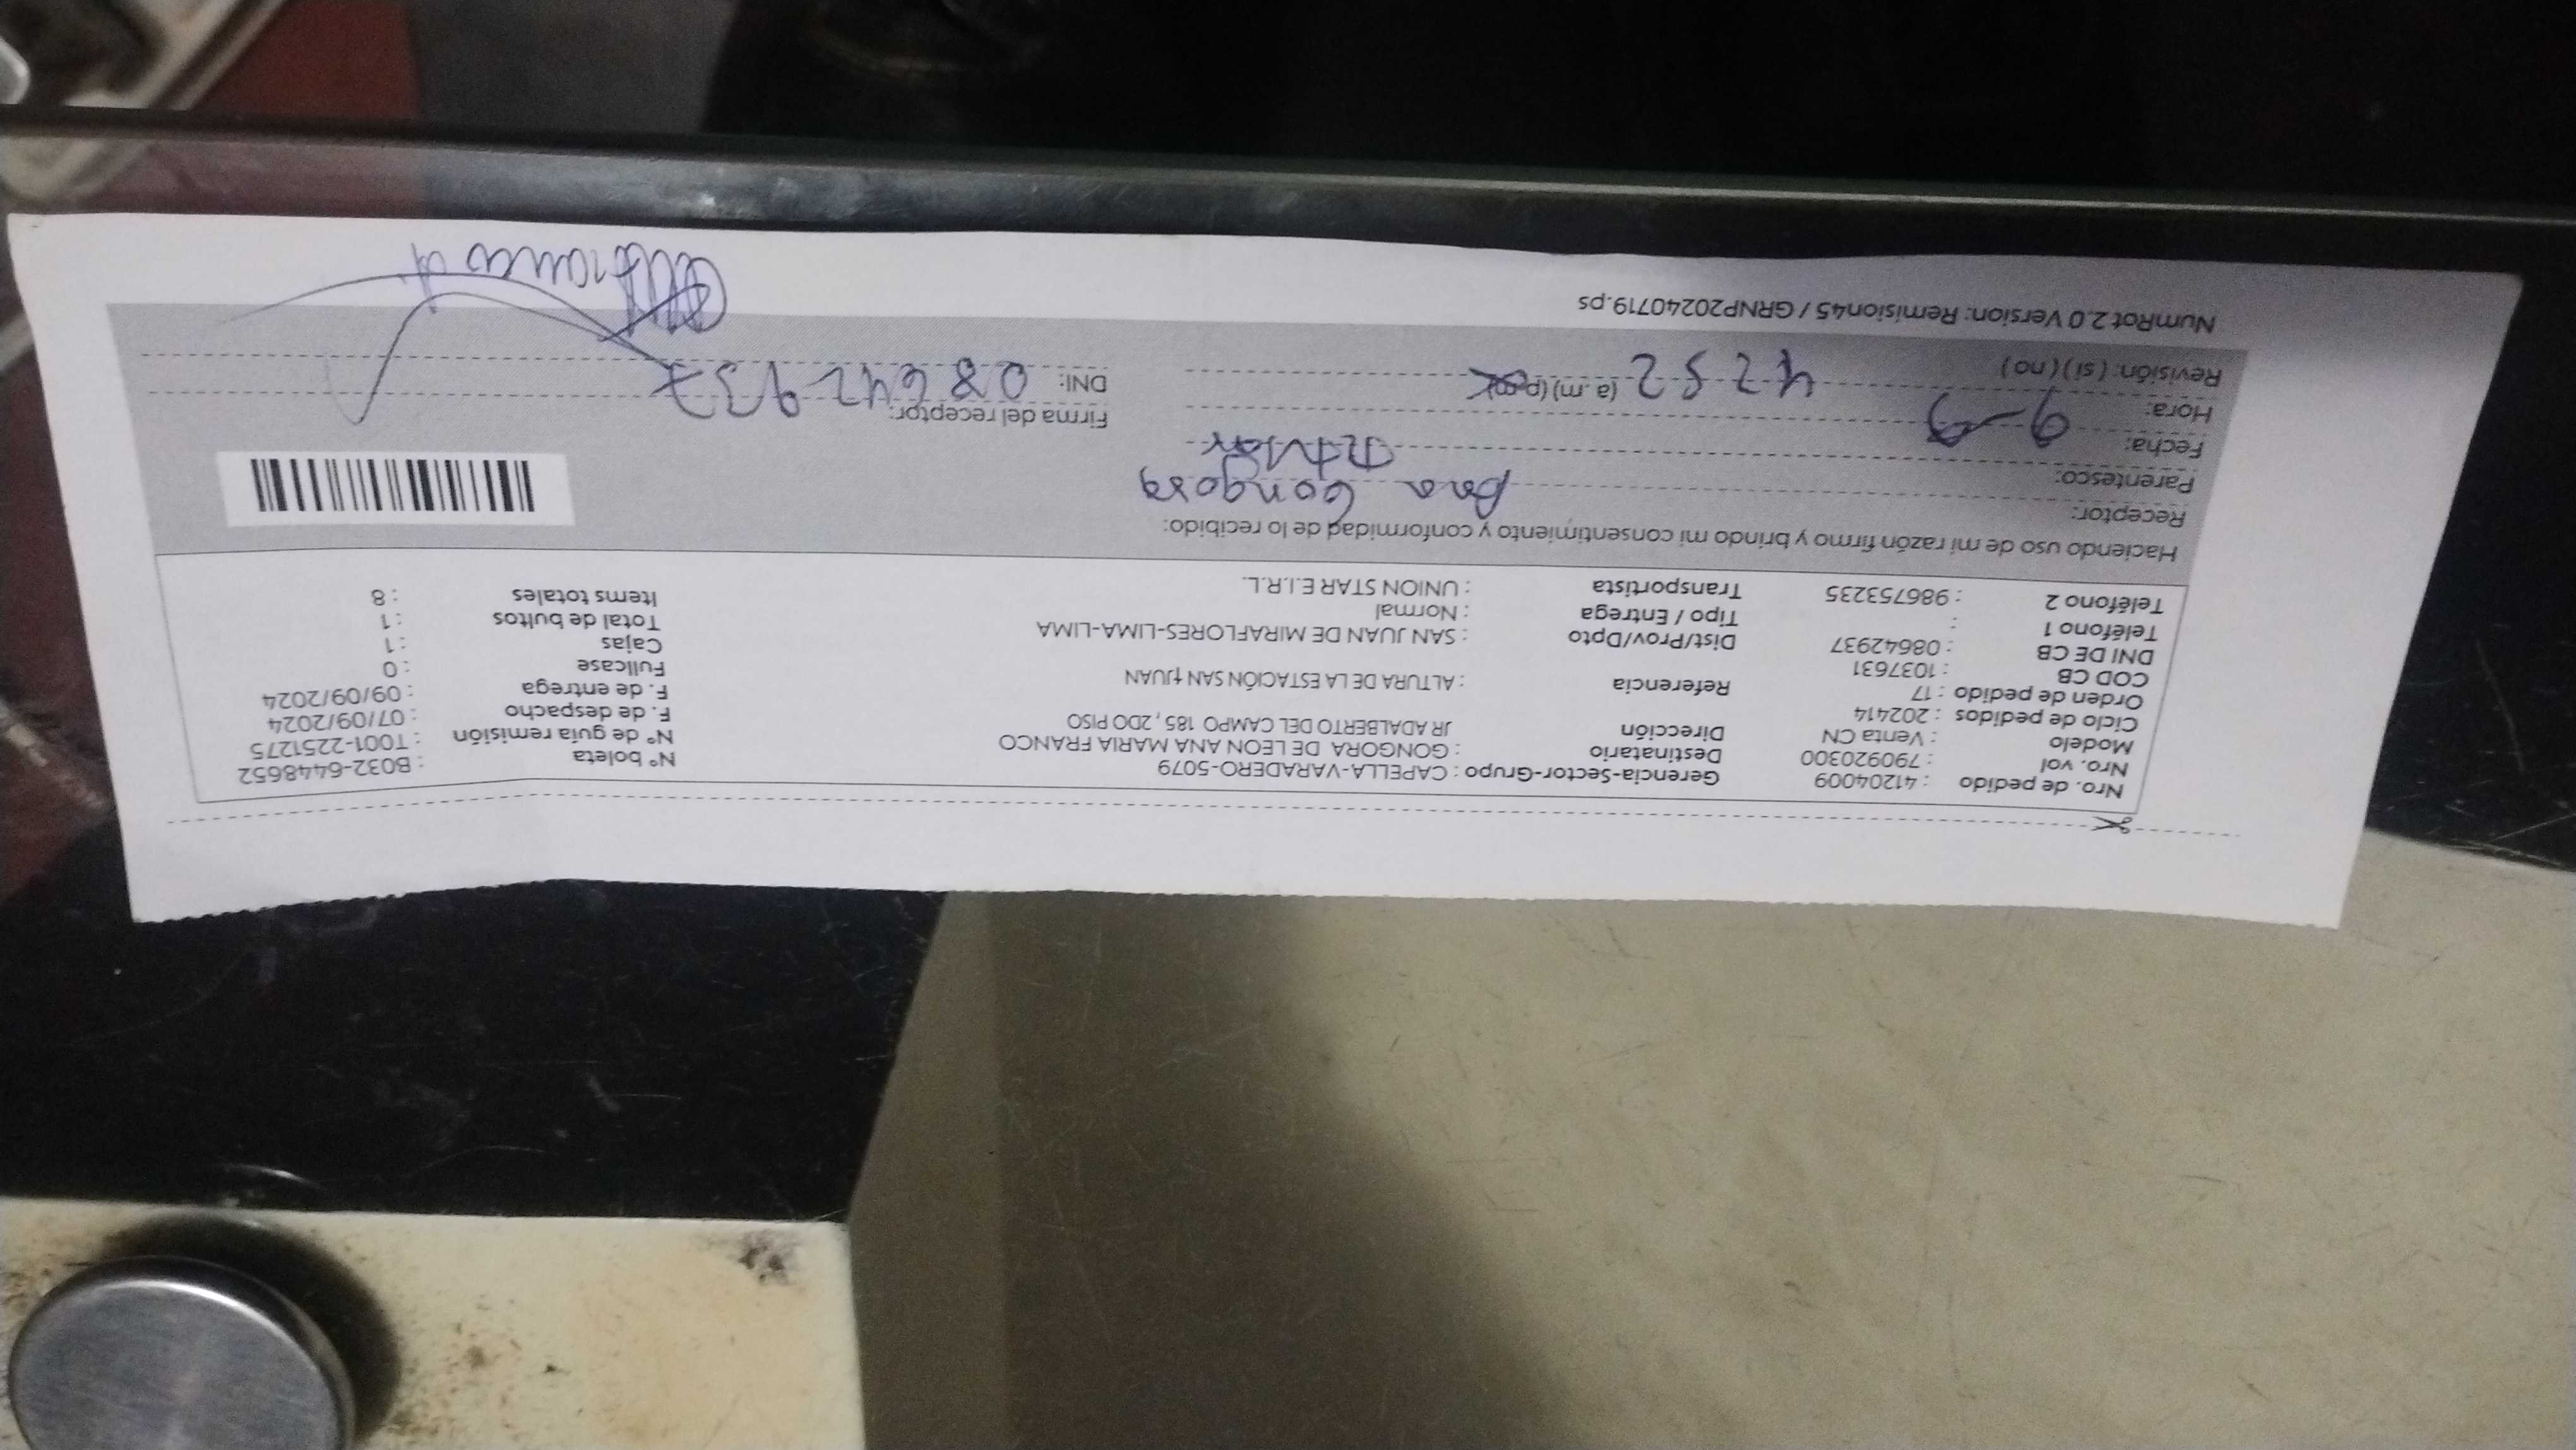 Nro. de pedido : 41204009 Gerencia-Sector-Grupo : CAPELLA-VARADERO-5079 N° boleta : B032-6448652
Nro. vol : 790920300 Destinatario : GONGORA DE LEON ANA MARIA FRANCO N° de guía remisión : T001-2251275
Modelo : Venta CN Dirección JR ADALBERTO DEL CAMPO 185, 2DO PISO F. de despacho : 07/09/2024
Ciclo de pedidos : 202414 F. de entrega : 09/09/2024
Orden de pedido : 17 Referencia : ALTURA DE LA ESTACIÓN SAN JUAN Fullcase : 0
COD CB : 1037631 Cajas : 1
DNI DE CB : 08642937 Dist/Prov/Dpto : SAN JUAN DE MIRAFLORES-LIMA-LIMA Total de bultos : 1
Teléfono 1 : Tipo / Entrega : Normal Items totales : 8
Teléfono 2 : 986753235 Transportista : UNION STAR E.I.R.L.
Haciendo uso de mi razón firmo y brindo mi consentimiento y conformidad de lo recibido:
Receptor: Gongora
Parentesco: Titular
Fecha: 9-9
Hora: 4252 (a.m) (p.m) Firma del receptor:
Revisión: ( si ) ( no ) DNI: 08642937
NumRot 2.0 Version: Remision45 / GRNP20240719.ps